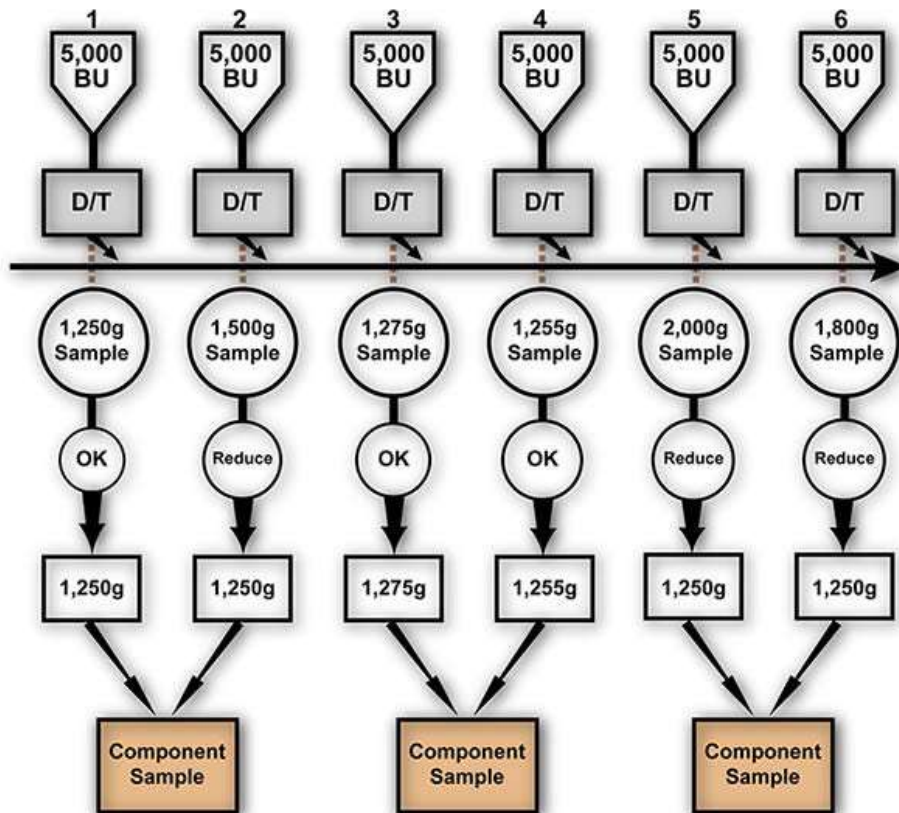 1 2 3 4 5 6
5,000 BU 5,000 BU 5,000 BU 5,000 BU 5,000 BU 5,000 BU
D/T D/T D/T D/T D/T D/T
1,250g Sample 1,500g Sample 1,275g Sample 1,255g Sample 2,000g Sample 1,800g Sample
OK Reduce OK OK Reduce Reduce
1,250g 1,250g 1,275g 1,255g 1,250g 1,250g
Component Sample Component Sample Component Sample